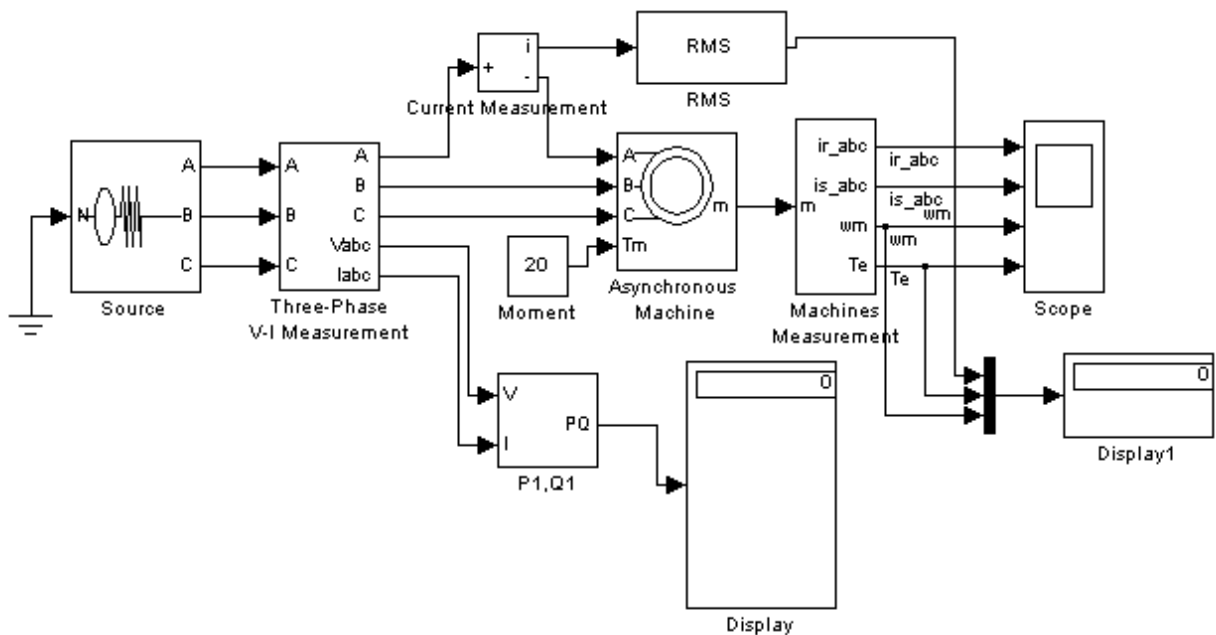 i
+
-
Current Measurement
RMS
RMS
N
A
B
C
Source
A
B
C
A
B
C
Vabc
Iabc
Three-Phase
V-I Measurement
20
Moment
A
B
C
Tm
m
Asynchronous
Machine
m
ir_abc
is_abc
wm
Te
Machines
Measurement
ir_abc
is_abc
wm
wm
Te
Scope
V
I
PQ
P1,Q1
0
Display
0
Display1